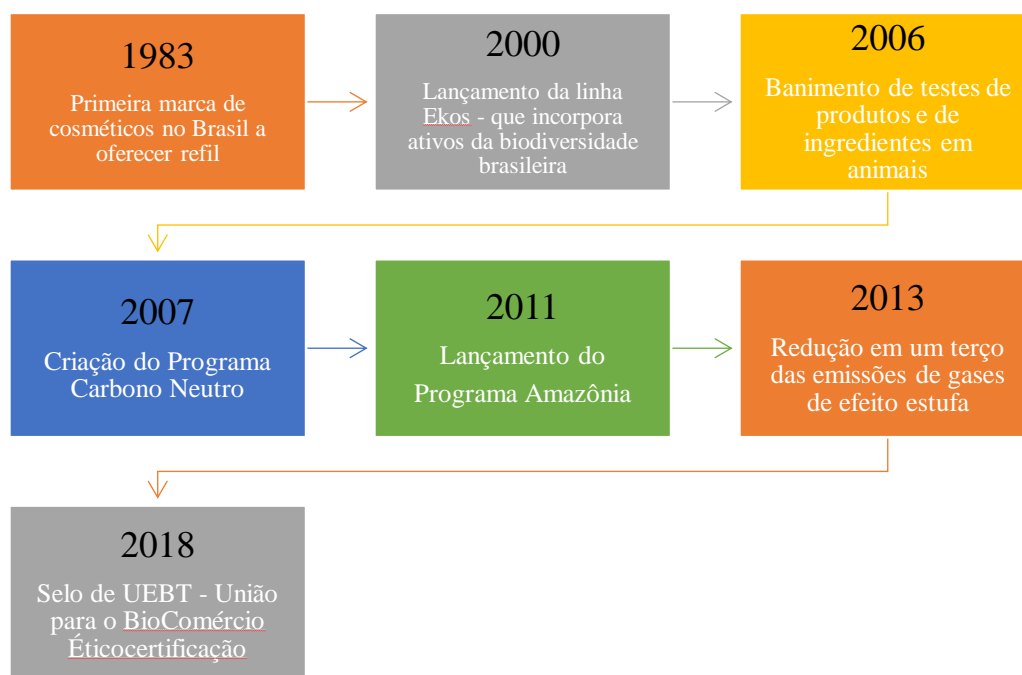 1983
Primeira marca de
cosméticos no Brasil a
oferecer refil
2000
Lançamento da linha
Ekos - que incorpora
ativos da biodiversidade
brasileira
2006
Banimento de testes de
produtos e de
ingredientes em
animais
2007
Criação do Programa
Carbono Neutro
2011
Lançamento do
Programa Amazônia
2013
Redução em um terço
das emissões de gases
de efeito estufa
2018
Selo de UEBT - União
para o BioComércio
Éticocertificação